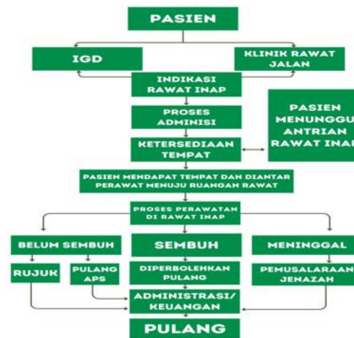 PASIEN
IGD
KLINIK RAWAT
JALAN
INDIKASI
RAWAT INAP
PROSES
ADMINISI
KETERSEDIAAN
TEMPAT
PASIEN
MENUNGGU
ANTRIAN
RAWAT INAP
PASIEN MENDAPAT TEMPAT DAN DIANTAR
PERAWAT MENUJU RUANGAN RAWAT
PROSES PERAWATAN
DI RAWAT INAP
BELUM SEMBUH
SEMBUH
MENINGGAL
RUJUK
PULANG
APS
DIPERBOLEHKAN
PULANG
PEMUSALARAAN
JENAZAH
ADMINISTRASI/
KEUANGAN
PULANG